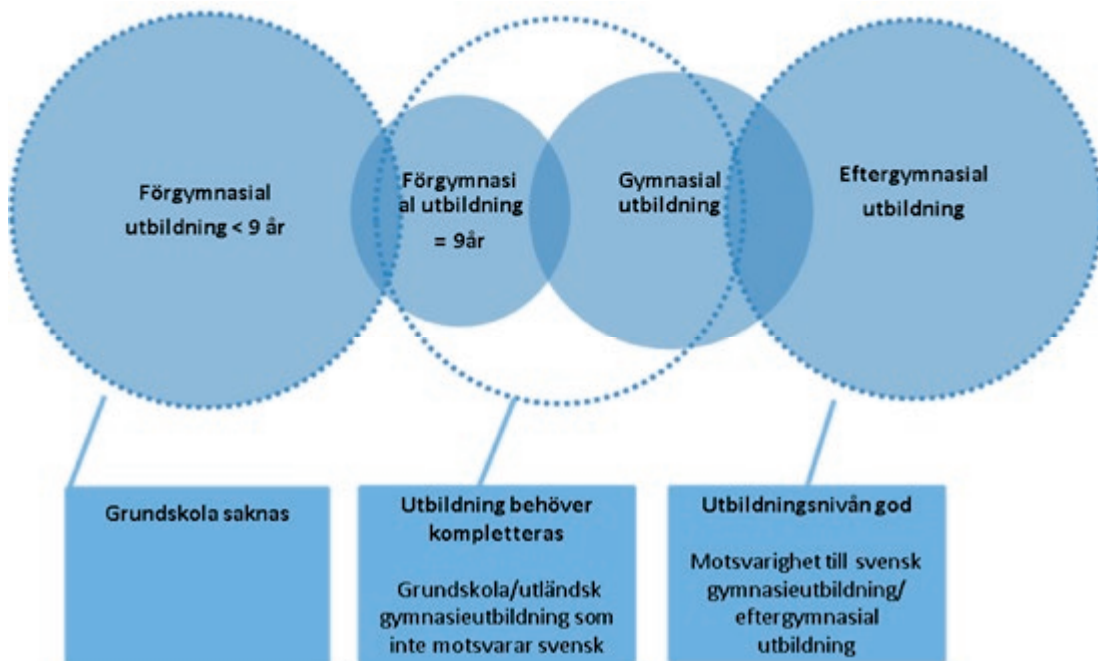 Förgymnasial
utbildning < 9 år
Förgymnasi
al utbildning
= 9år
Gymnasial
utbildning
Eftergymnasial
utbildning
Grundskola saknas
Utbildning behöver
kompletteras
Grundskola/utländsk
gymnasieutbildning som
inte motsvarar svensk
Utbildningsnivån god
Motsvarighet till svensk
gymnasieutbildning/
eftergymnasial
utbildning